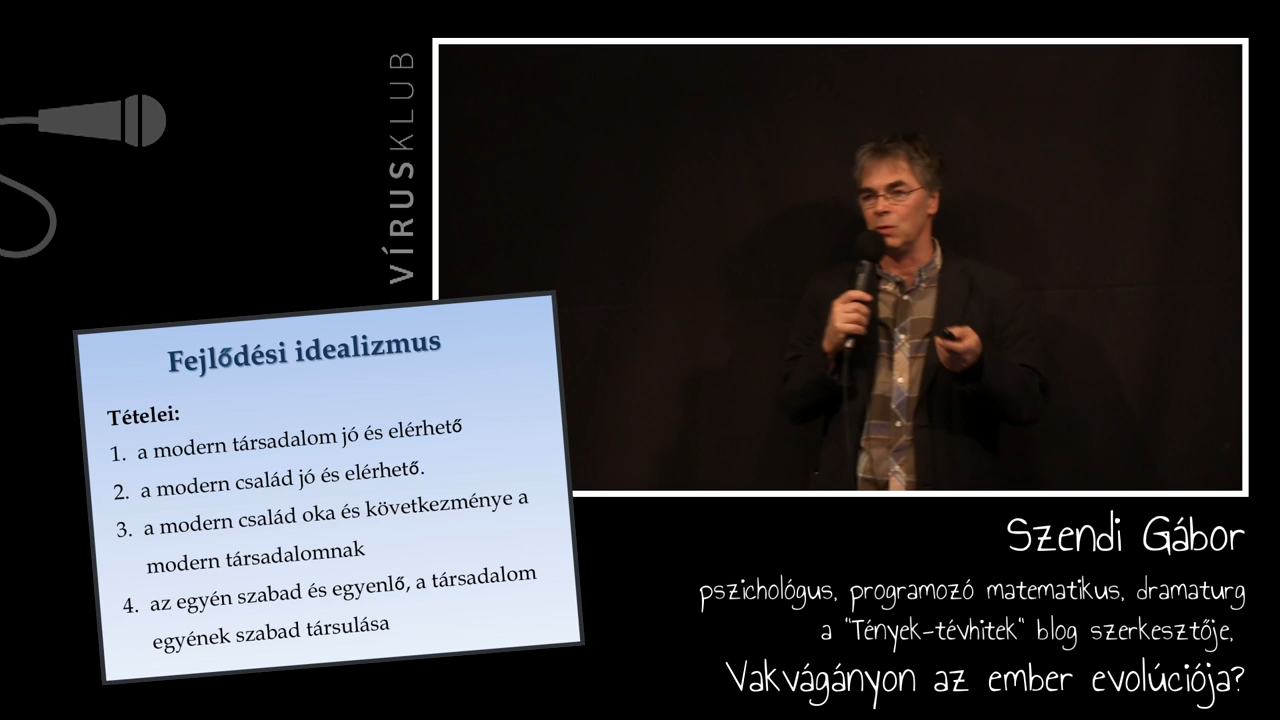 VÍRUSKLUB
Fejlődési idealizmus
Tételei:
1. a modern társadalom jó és elérhető
2. a modern család jó és elérhető.
3. a modern család oka és következménye a
modern társadalomnak
4. az egyén szabad és egyenlő, a társadalom
egyének szabad társulása
Szendi Gábor
pszichológus, programozó matematikus, dramaturg
a "Tények-tévhitek" blog szerkesztője,
Vakvágányon az ember evolúciója?